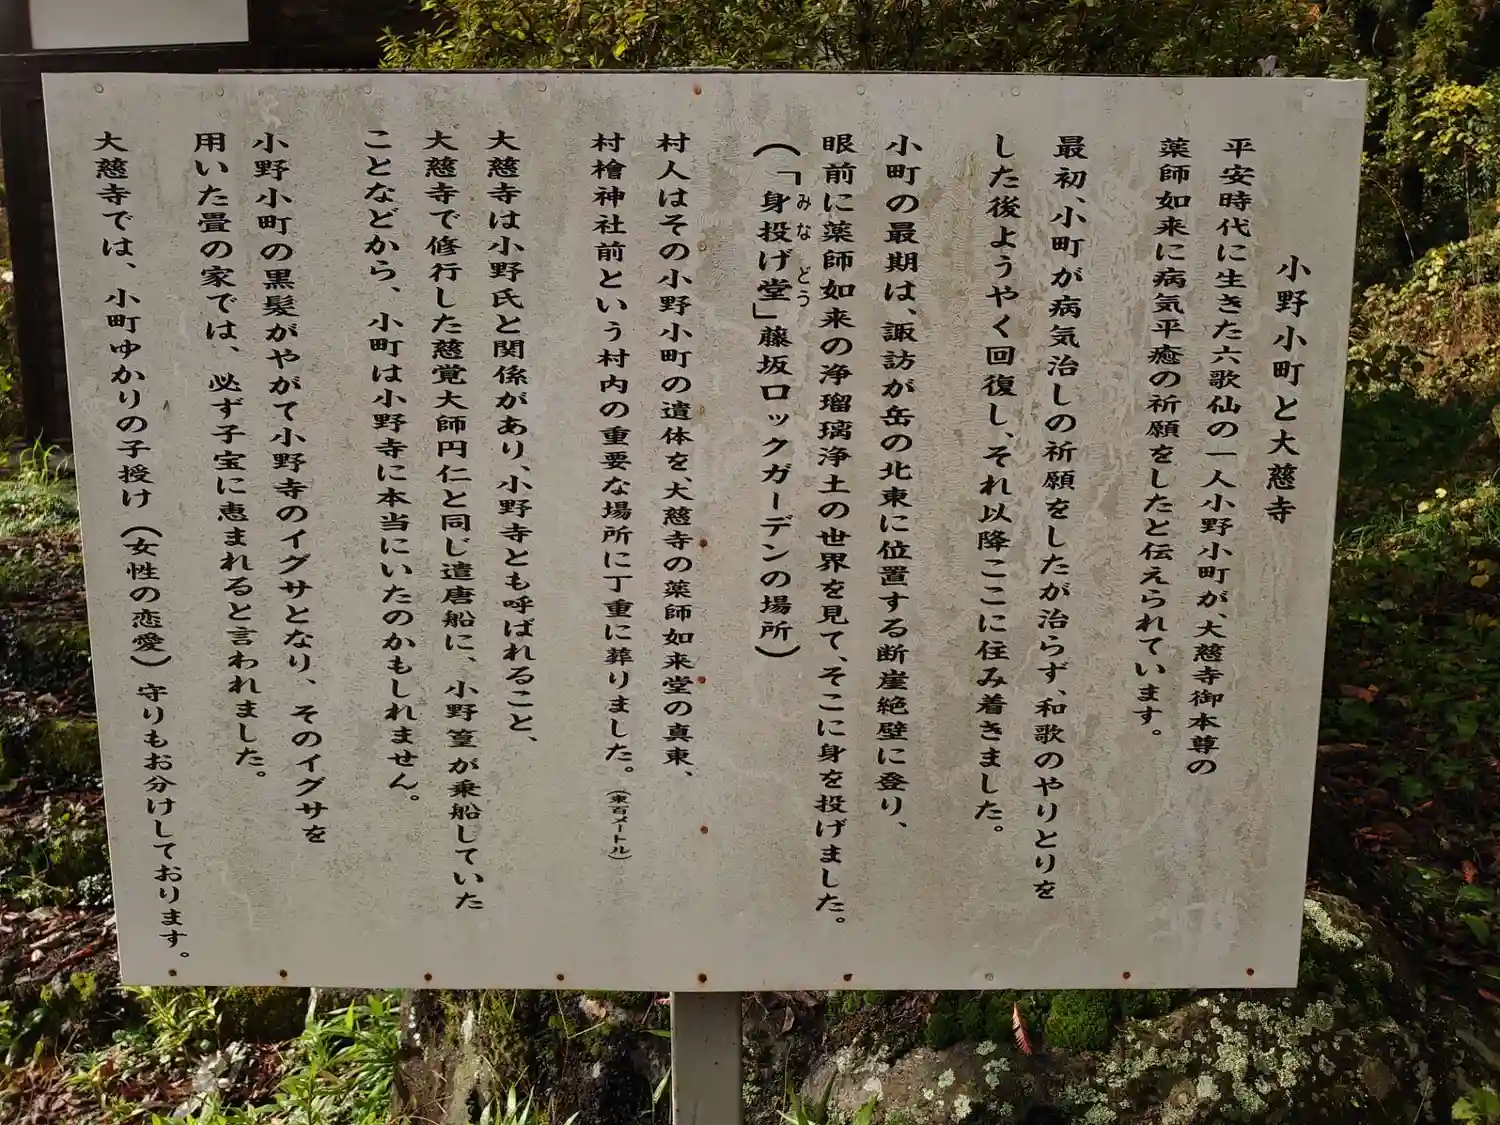 小野小町と大慈寺
平安時代に生きた六歌仙の一人小野小町が、大慈寺御本尊の
薬師如来に病気平癒の祈願をしたと伝えられています。
最初、小町が病気治しの祈願をしたが治らず、和歌のやりとりを
した後ようやく回復し、それ以降ここに住み着きました。
小町の最期は、諏訪が岳の北東に位置する断崖絶壁に登り、
眼前に薬師如来の浄瑠璃浄土の世界を見て、そこに身を投げました。
(「身投げ堂」藤坂ロックガーデンの場所)
みなどう
村人はその小野小町の遺体を、大慈寺の薬師如来堂の真東、
村檜神社前という村内の重要な場所に丁重に葬りました。(東百メートル)
大慈寺は小野氏と関係があり、小野寺とも呼ばれること、
大慈寺で修行した慈覚大師円仁と同じ遣唐船に、小野篁が乗船していた
ことなどから、小町は小野寺に本当にいたのかもしれません。
小野小町の黒髪がやがて小野寺のイグサとなり、そのイグサを
用いた畳の家では、必ず子宝に恵まれると言われました。
大慈寺では、小町ゆかりの子授け(女性の恋愛)守りもお分けしております。